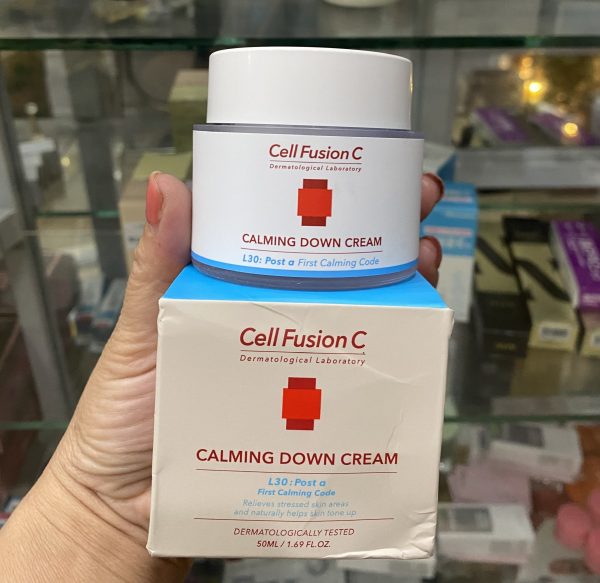 Cell Fusion C
Dermatological Laboratory
CALMING DOWN CREAM
L30: Post α First Calming Code
Cell Fusion C
Dermatological Laboratory
CALMING DOWN CREAM
L30 : Post α
First Calming Code
Relieves stressed skin areas
and naturally helps skin tone up
DERMATOLOGICALLY TESTED
50ML / 1.69 FL.OZ.